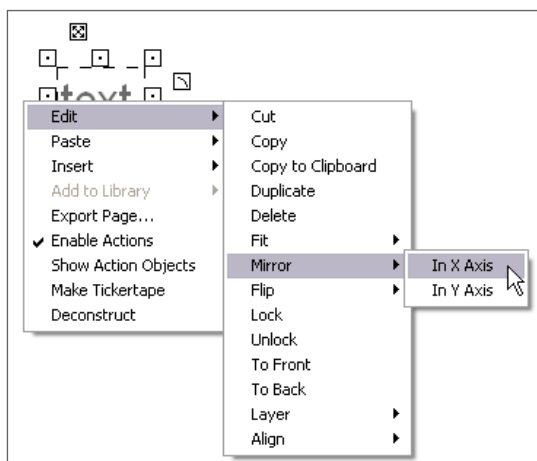 text
Edit
Paste
Insert
Add to Library
Export Page...
Enable Actions
Show Action Objects
Make Tickertape
Deconstruct
Cut
Copy
Copy to Clipboard
Duplicate
Delete
Fit
Mirror
Flip
Lock
Unlock
To Front
To Back
Layer
Align
In X Axis
In Y Axis